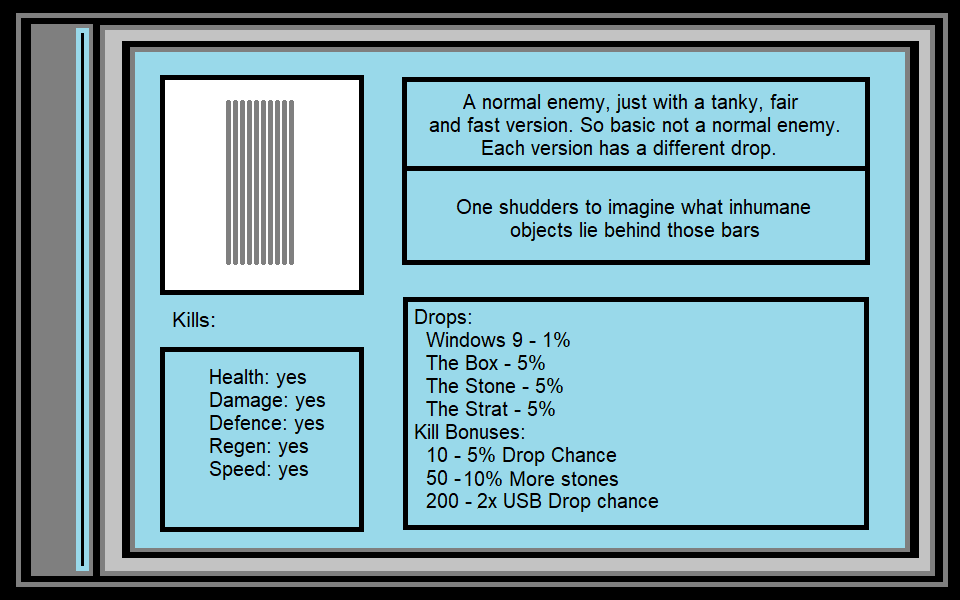 A normal enemy, just with a tanky, fair
and fast version. So basic not a normal enemy.
Each version has a different drop.
One shudders to imagine what inhumane
objects lie behind those bars
Kills:
Health: yes
Damage: yes
Defence: yes
Regen: yes
Speed: yes
Drops:
Windows 9 - 1%
The Box - 5%
The Stone - 5%
The Strat - 5%
Kill Bonuses:
10 - 5% Drop Chance
50 -10% More stones
200 - 2x USB Drop chance